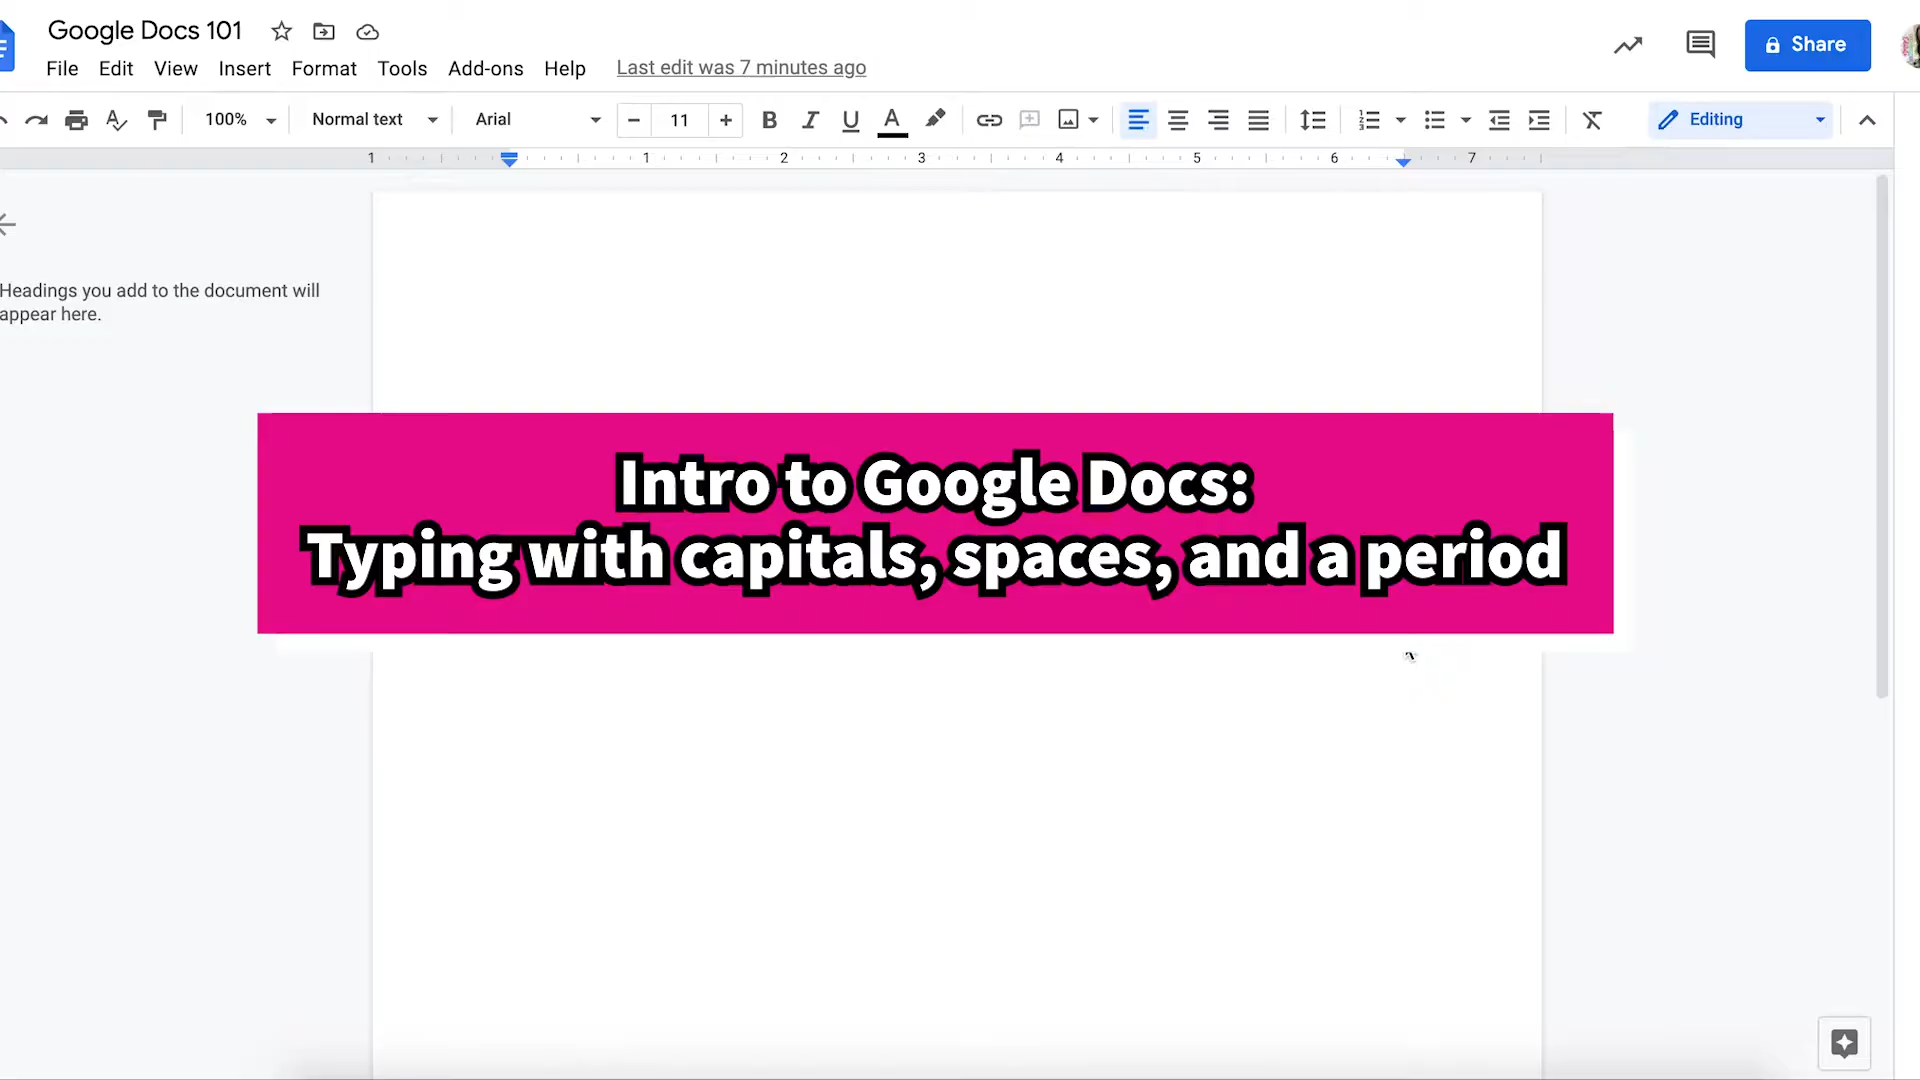 Google Docs 101
File Edit View Insert Format Tools Add-ons Help Last edit was 7 minutes ago
Share
100% Normal text Arial 11 Editing
1 1 2 3 4 5 6 7
Headings you add to the document will
appear here.
Intro to Google Docs:
Typing with capitals, spaces, and a period